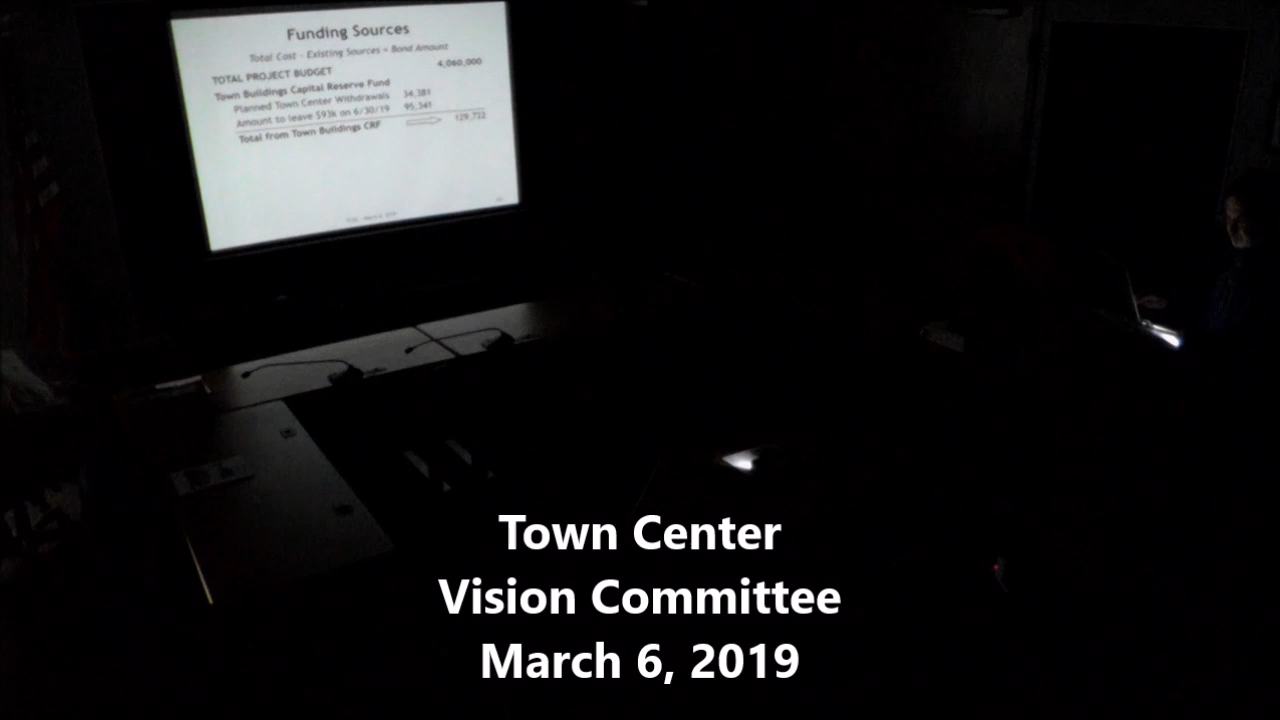 Funding Sources
Total Cost - Existing Sources = Bond Amount
TOTAL PROJECT BUDGET 4,060,000
Town Buildings Capital Reserve Fund
Planned Town Center Withdrawals 34,381
Amount to leave $93k on 6/30/19 95,341
Total from Town Buildings CRF 129,722
Town Center
Vision Committee
March 6, 2019